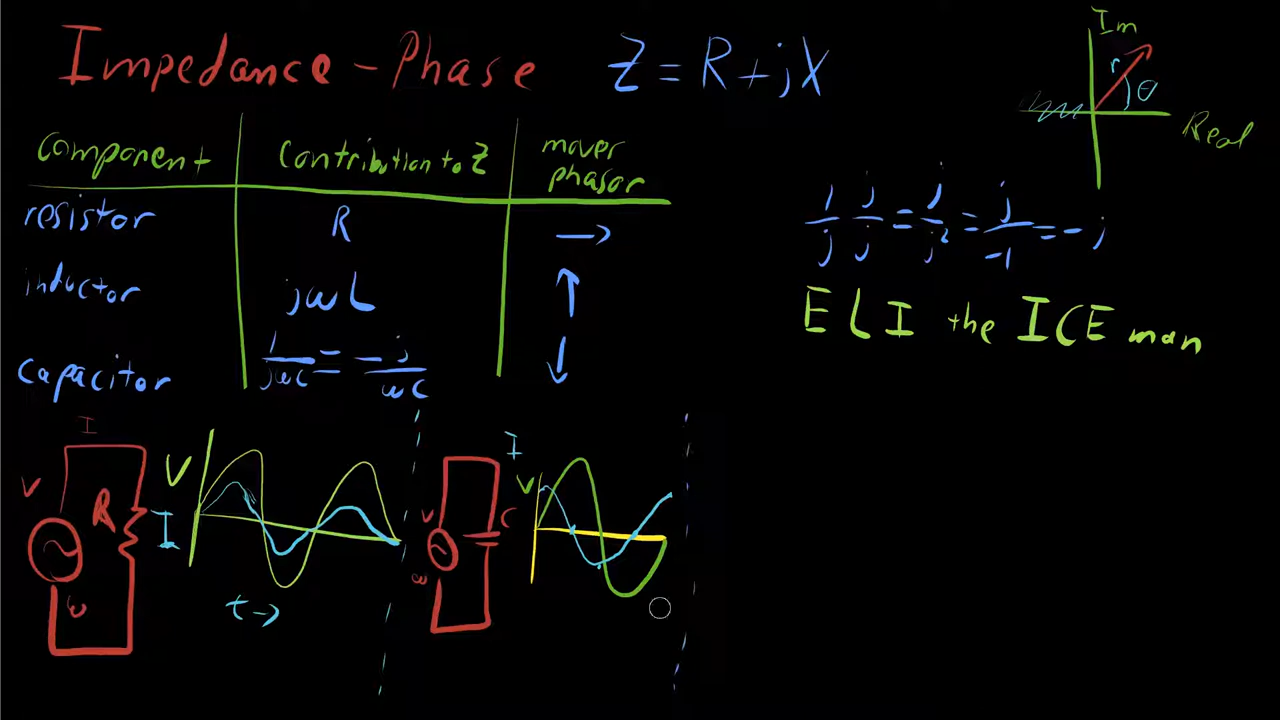 Impedance - Phase Z = R + jX
Im
r θ
Real
component contribution to Z mover phasor
resistor R →
inductor jωL ↑
capacitor 1/jωC = -j/ωC ↓
1/j j/j = j/j² = j/-1 = -j
ELI the ICE man
I
V R ω
V
I
t →
V C ω
I
V